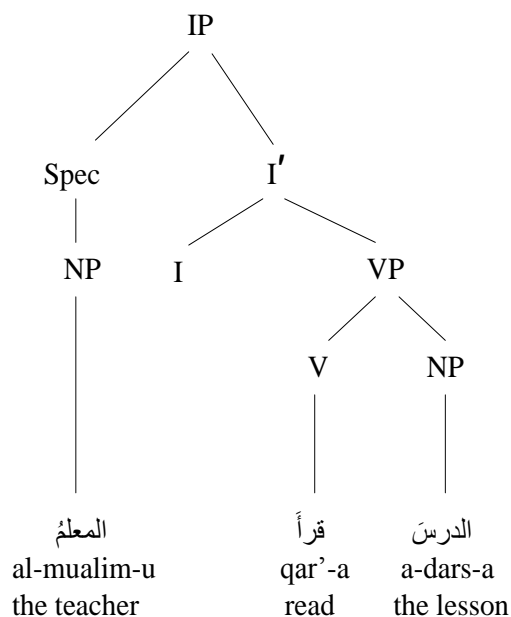 IP
Spec I′
NP I VP
V NP
المعلمُ قرأَ الدرسَ
al-mualim-u qar’-a a-dars-a
the teacher read the lesson